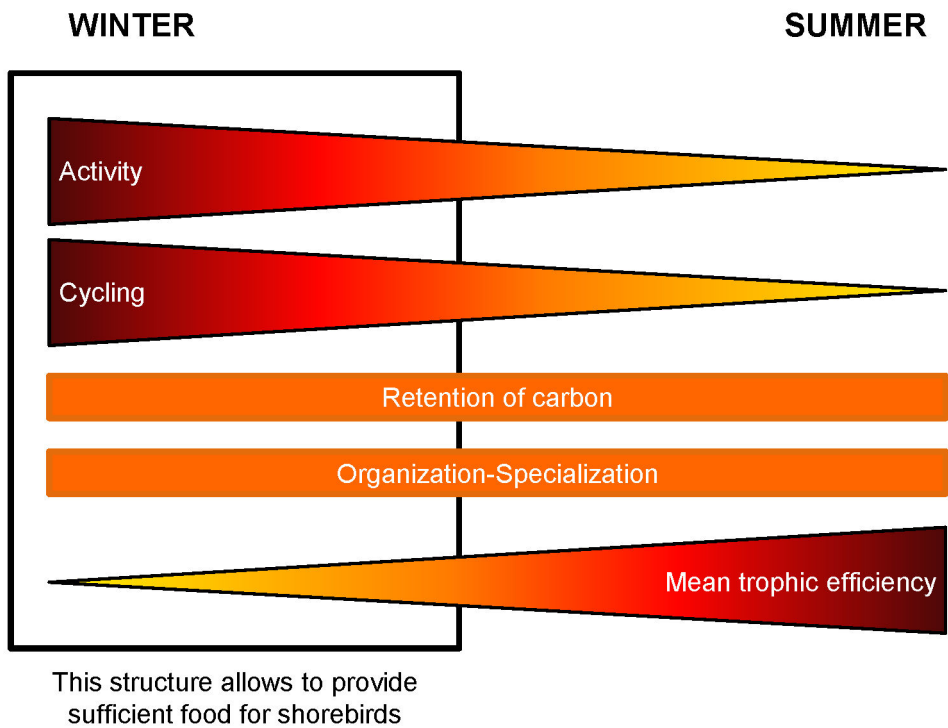 WINTER
SUMMER
Activity
Cycling
Retention of carbon
Organization-Specialization
Mean trophic efficiency
This structure allows to provide
sufficient food for shorebirds